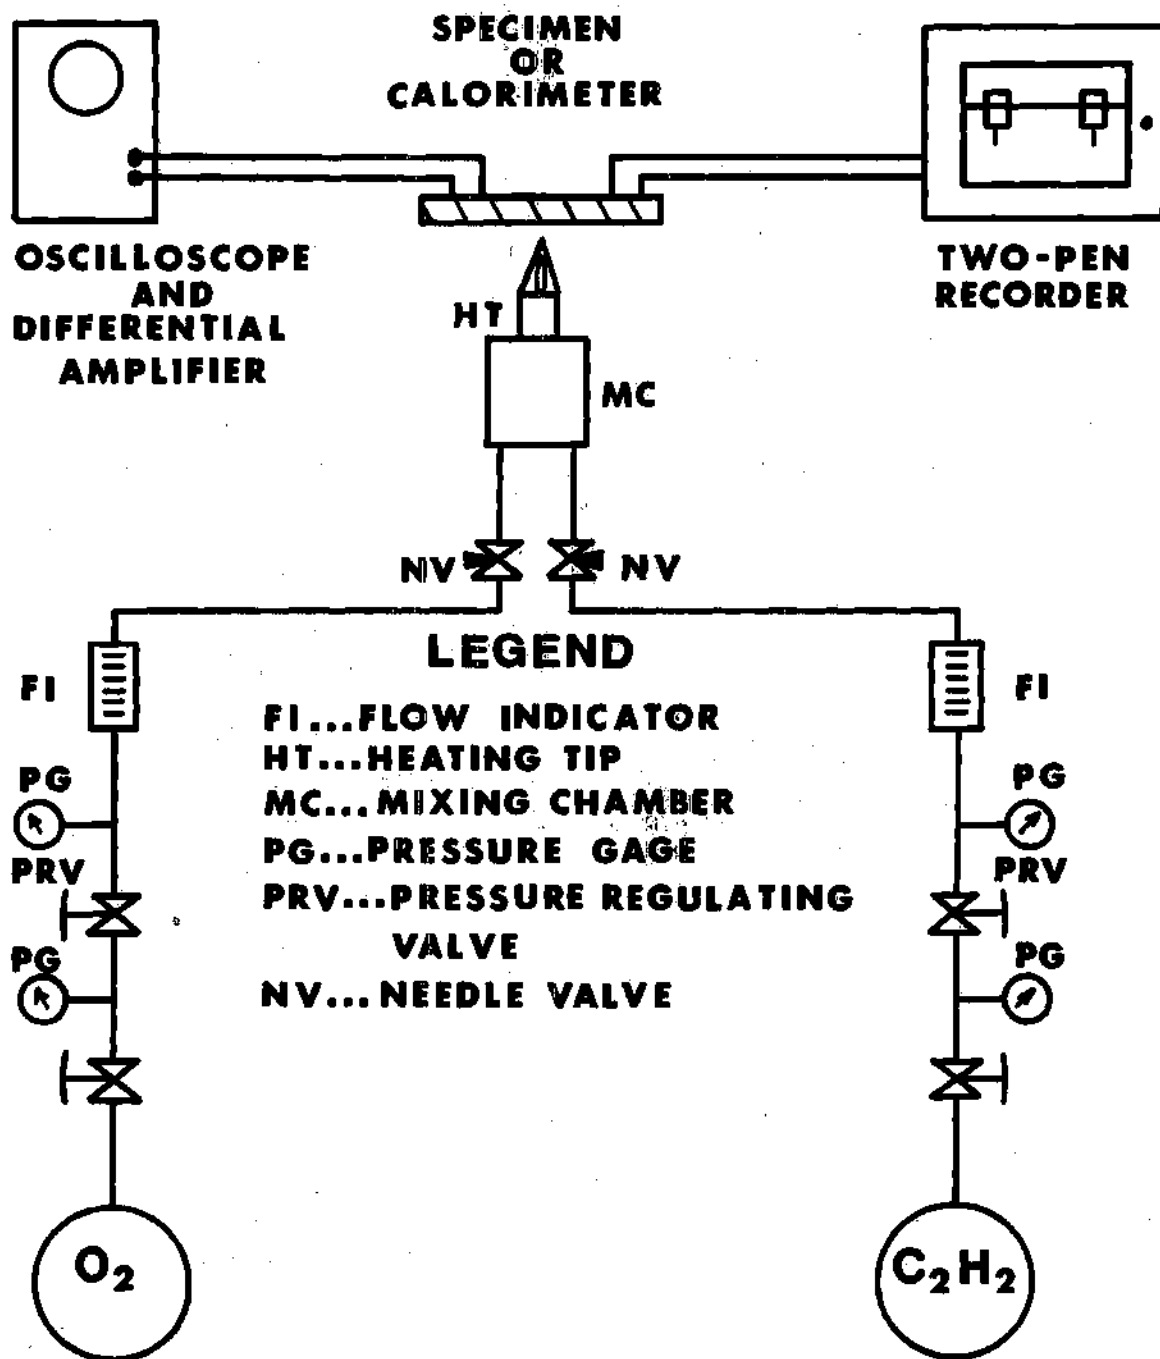 SPECIMEN
OR
CALORIMETER
OSCILLOSCOPE
AND
DIFFERENTIAL
AMPLIFIER
TWO-PEN
RECORDER
HT
MC
NV
NV
LEGEND
FI...FLOW INDICATOR
HT...HEATING TIP
MC...MIXING CHAMBER
PG...PRESSURE GAGE
PRV...PRESSURE REGULATING
VALVE
NV...NEEDLE VALVE
FI
PG
PRV
PG
O2
FI
PG
PRV
PG
C2H2